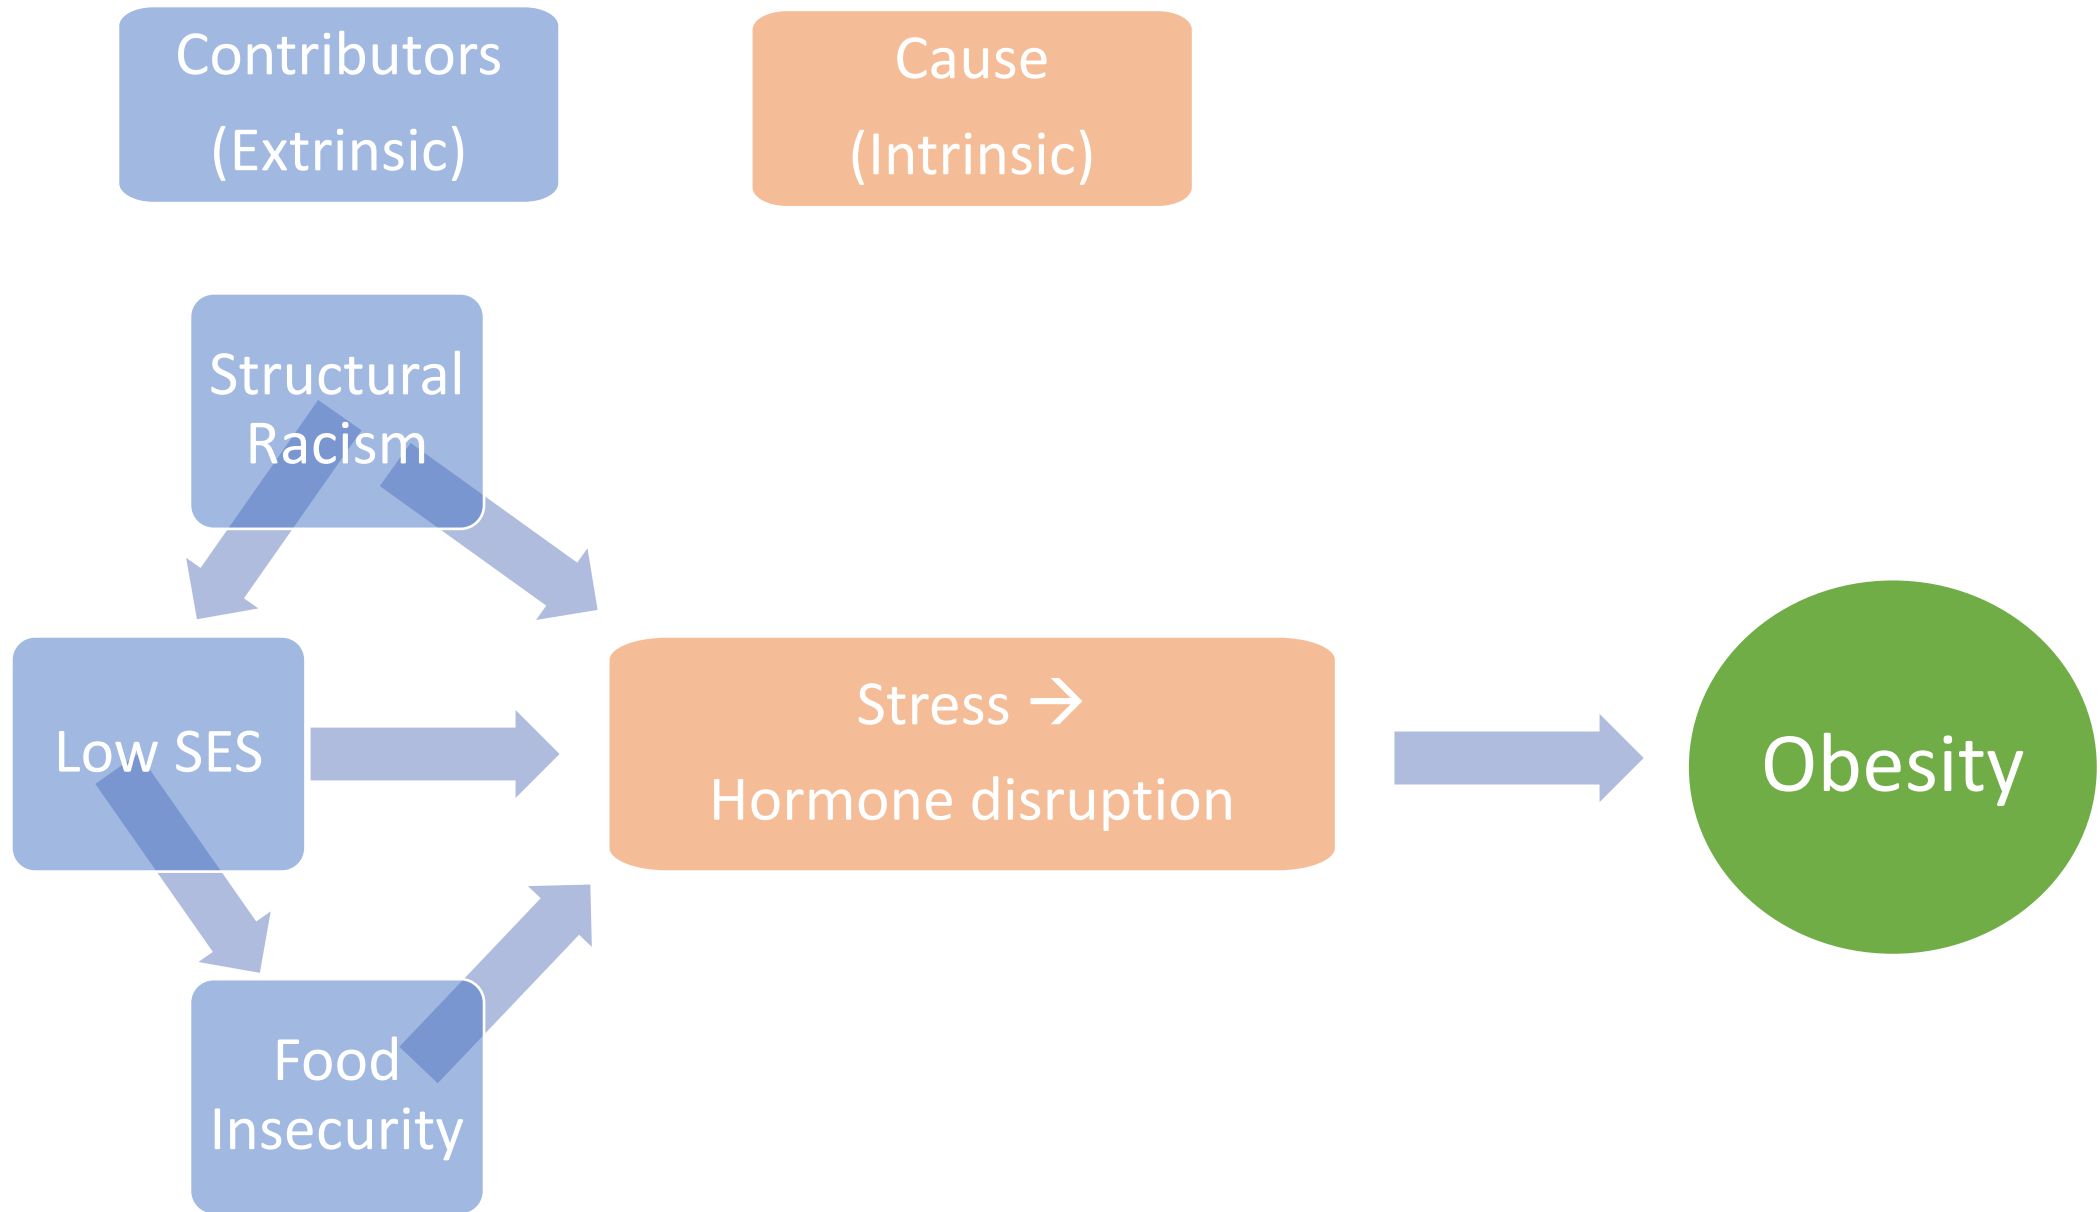 Contributors
(Extrinsic)
Cause
(Intrinsic)
Structural
Racism
Low SES
Stress →
Hormone disruption
Obesity
Food
Insecurity